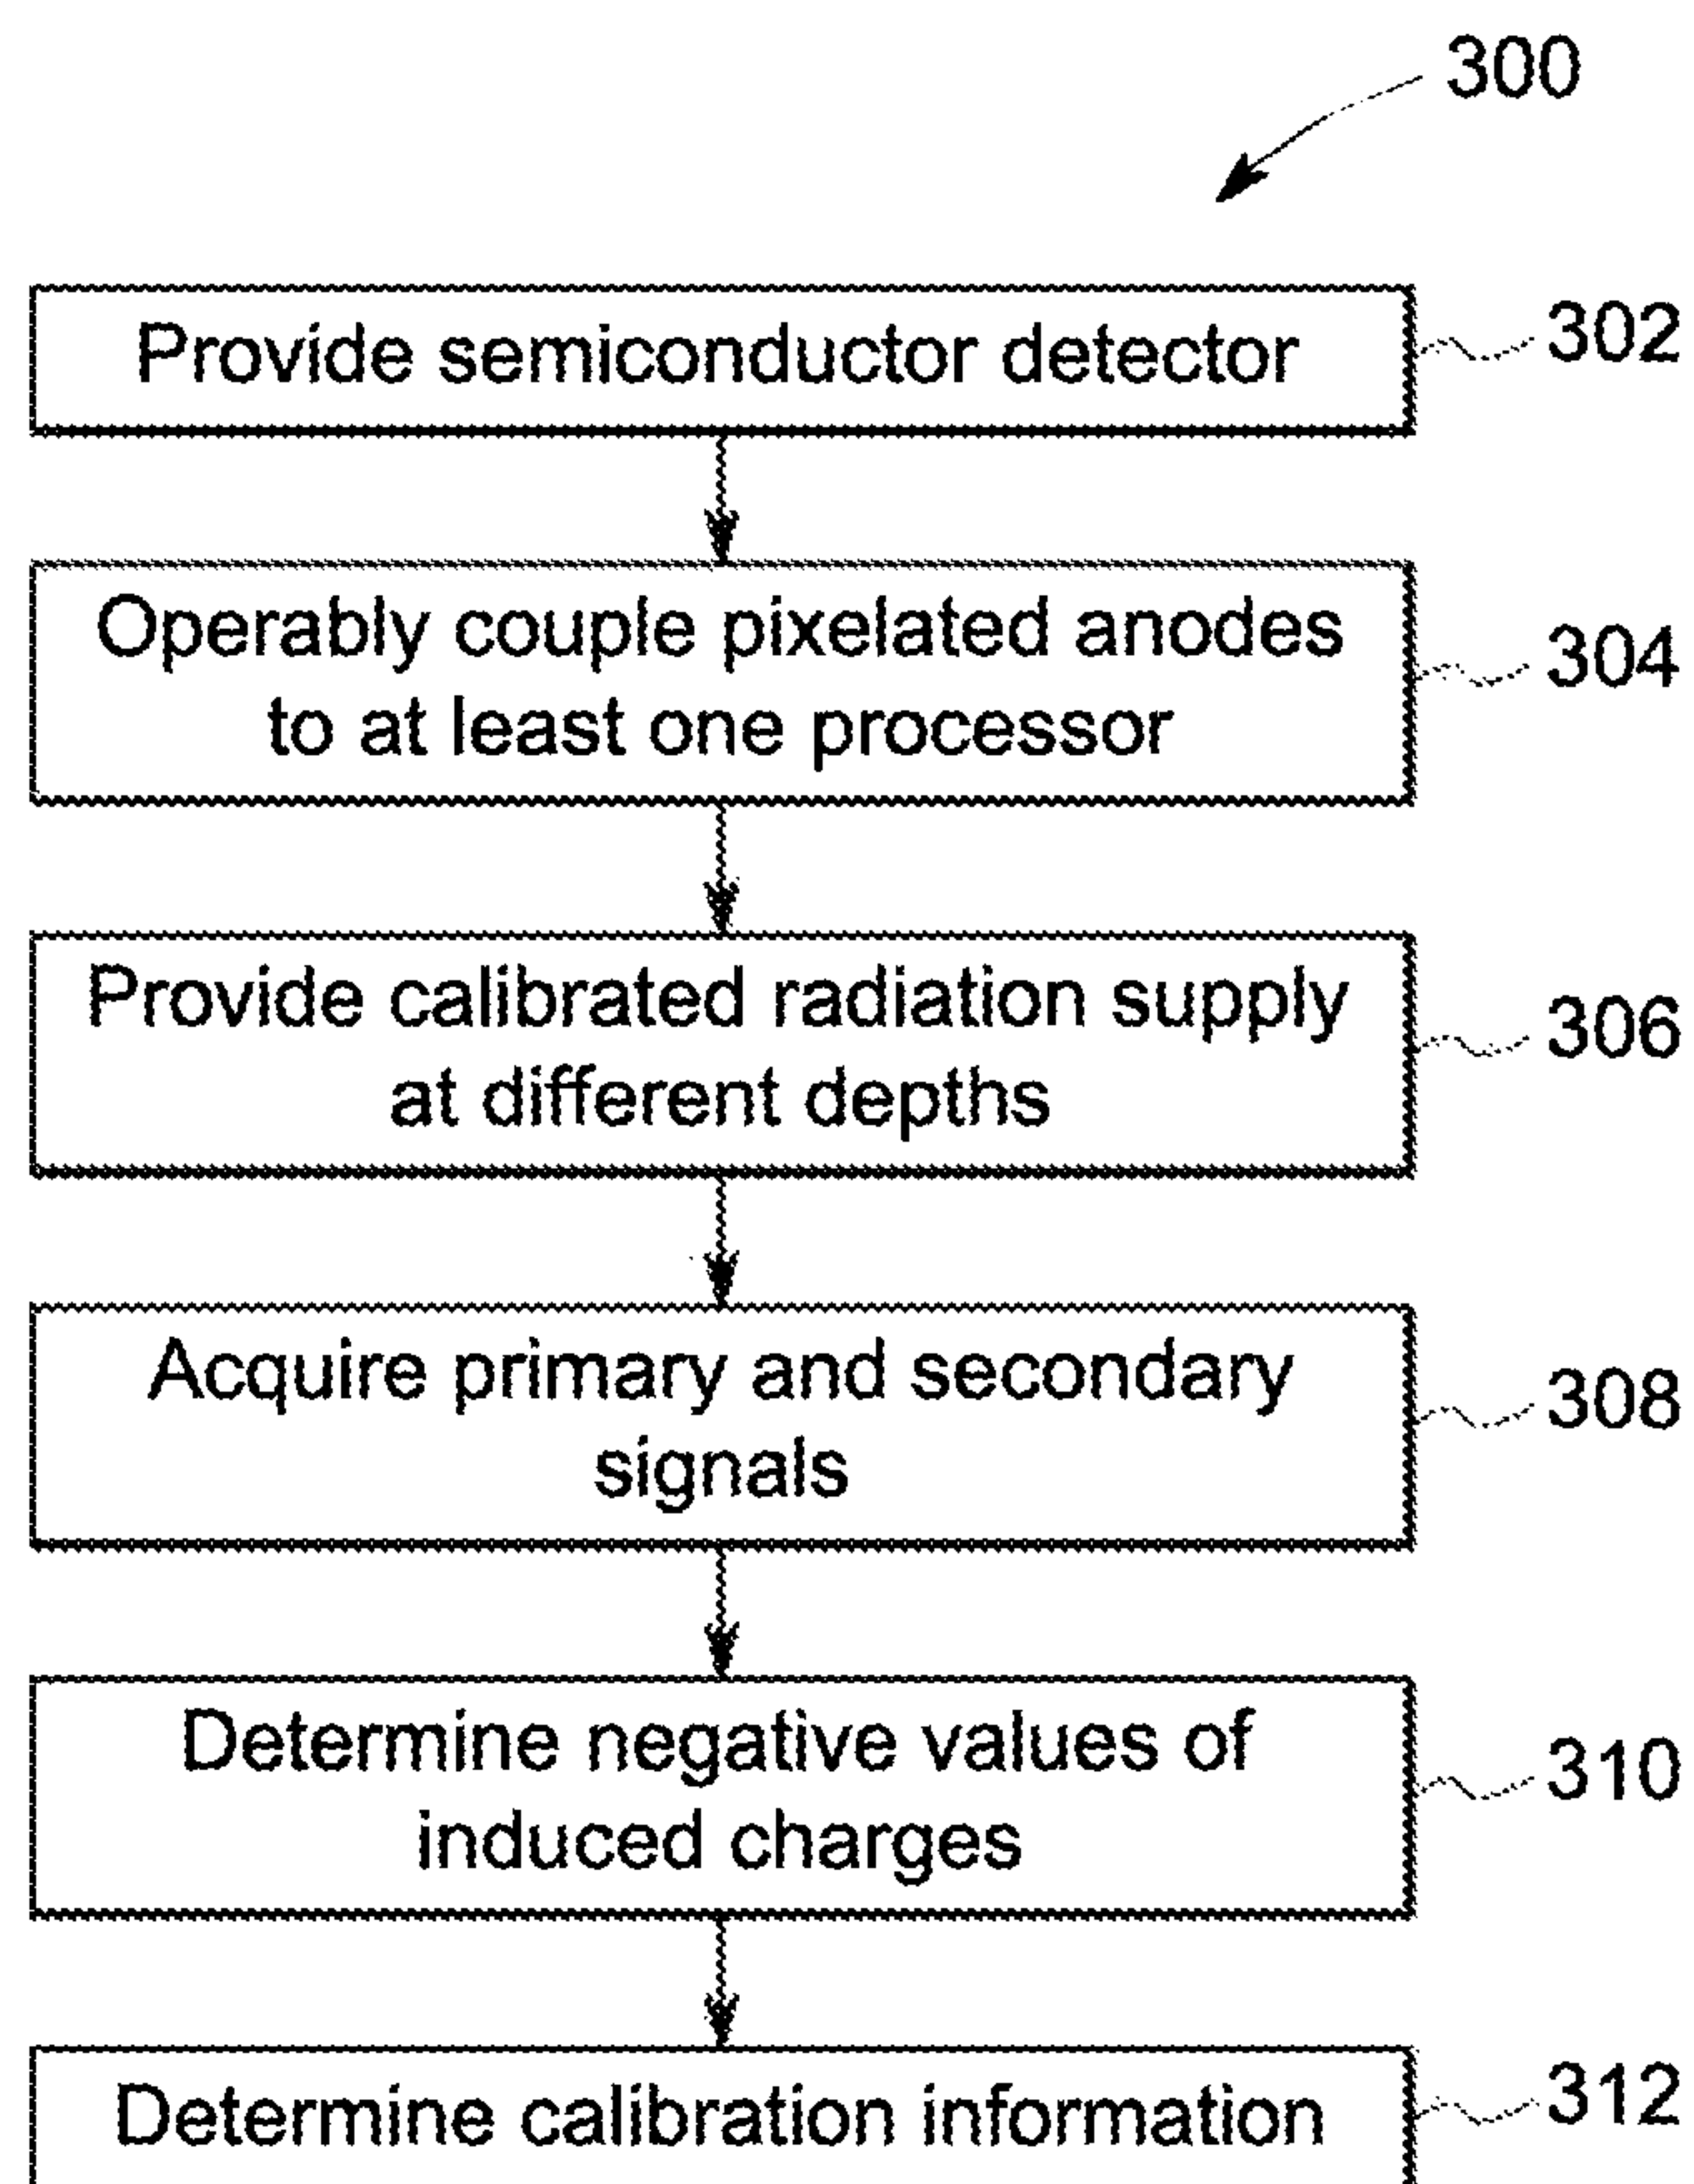 300
Provide semiconductor detector
302
Operably couple pixelated anodes
to at least one processor
304
Provide calibrated radiation supply
at different depths
306
Acquire primary and secondary
signals
308
Determine negative values of
induced charges
310
Determine calibration information
312